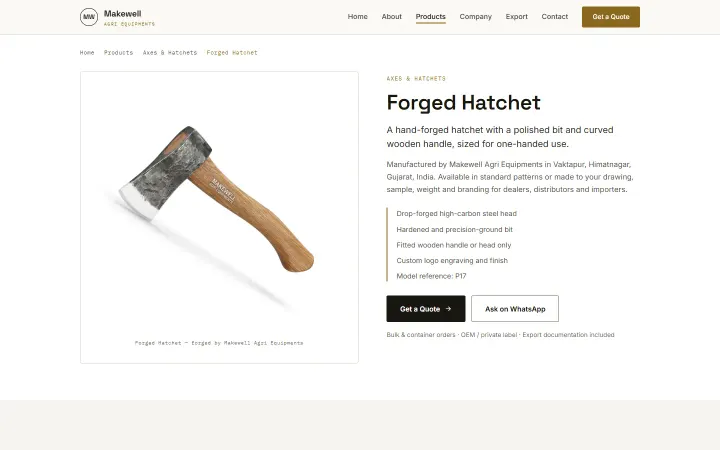 MW
Makewell
AGRI EQUIPMENTS
Home About Products Company Export Contact Get a Quote
Home Products Axes & Hatchets Forged Hatchet
MAKEWELL
Forged Hatchet — Forged by Makewell Agri Equipments
AXES & HATCHETS
Forged Hatchet
A hand-forged hatchet with a polished bit and curved
wooden handle, sized for one-handed use.
Manufactured by Makewell Agri Equipments in Vaktapur, Himatnagar,
Gujarat, India. Available in standard patterns or made to your drawing,
sample, weight and branding for dealers, distributors and importers.
Drop-forged high-carbon steel head
Hardened and precision-ground bit
Fitted wooden handle or head only
Custom logo engraving and finish
Model reference: P17
Get a Quote → Ask on WhatsApp
Bulk & container orders · OEM / private label · Export documentation included